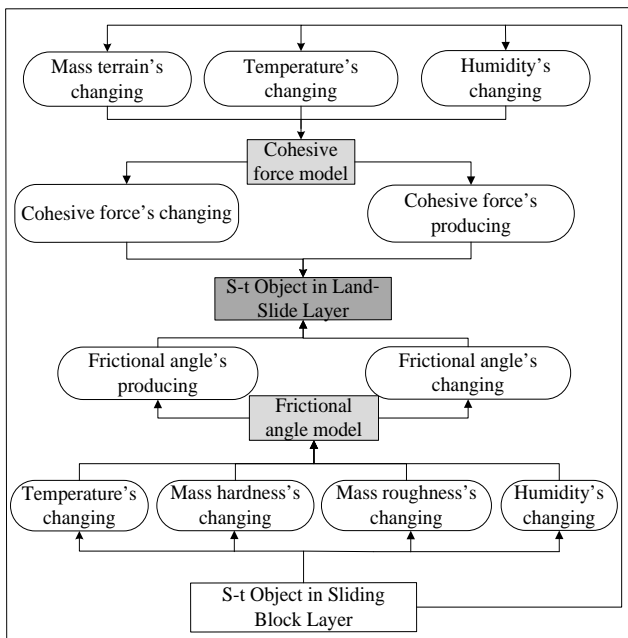 Mass terrain's
changing
Temperature's
changing
Humidity's
changing
Cohesive
force model
Cohesive force's changing
Cohesive force's
producing
S-t Object in Land-
Slide Layer
Frictional angle's
producing
Frictional angle's
changing
Frictional
angle model
Temperature's
changing
Mass hardness's
changing
Mass roughness's
changing
Humidity's
changing
S-t Object in Sliding
Block Layer